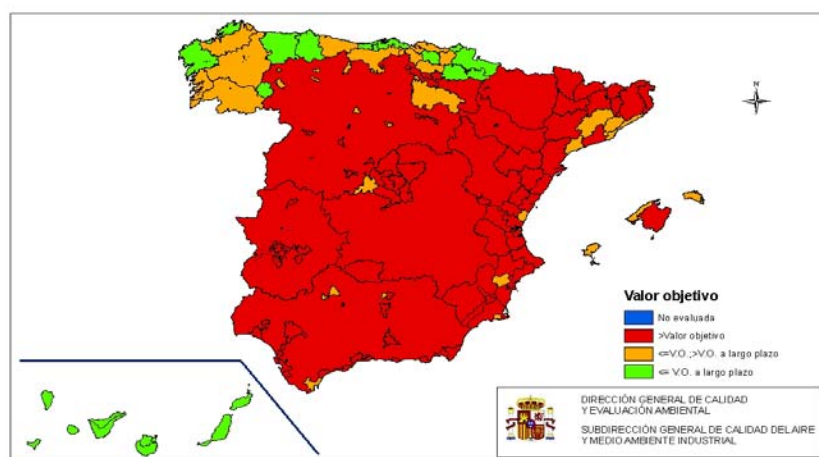 N
Valor objetivo
No evaluada
>Valor objetivo
<=V.O.;>V.O. a largo plazo
<= V.O. a largo plazo
DIRECCIÓN GENERAL DE CALIDAD
Y EVALUACIÓN AMBIENTAL
SUBDIRECCIÓN GENERAL DE CALIDAD DEL AIRE
Y MEDIO AMBIENTE INDUSTRIAL